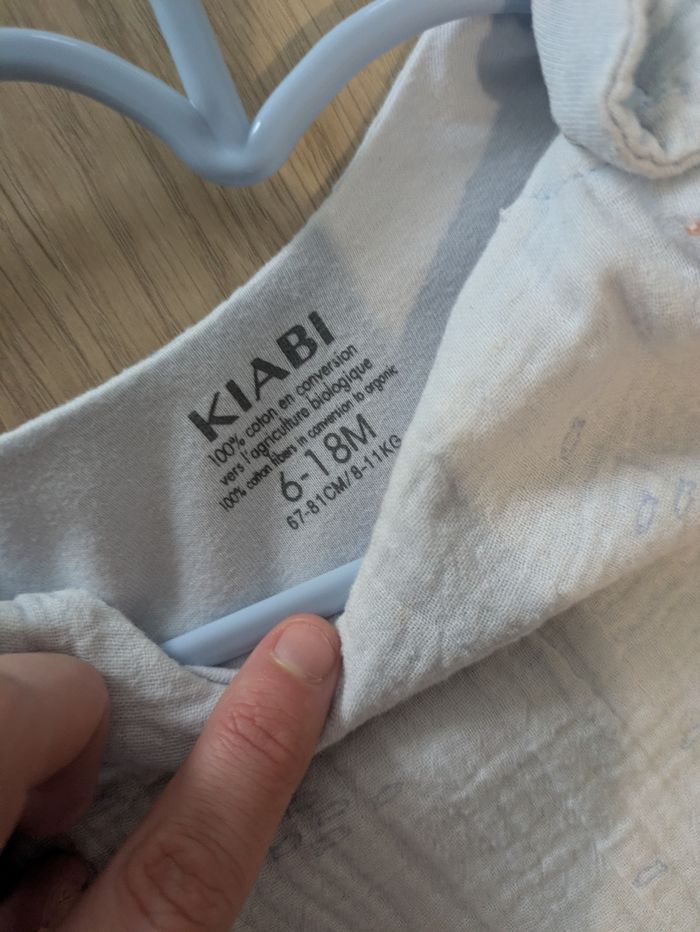 KIABI
100% coton en conversion
vers l'agriculture biologique
100% cotton fibers in conversion to organic
6-18M
67-81CM/8-11KG